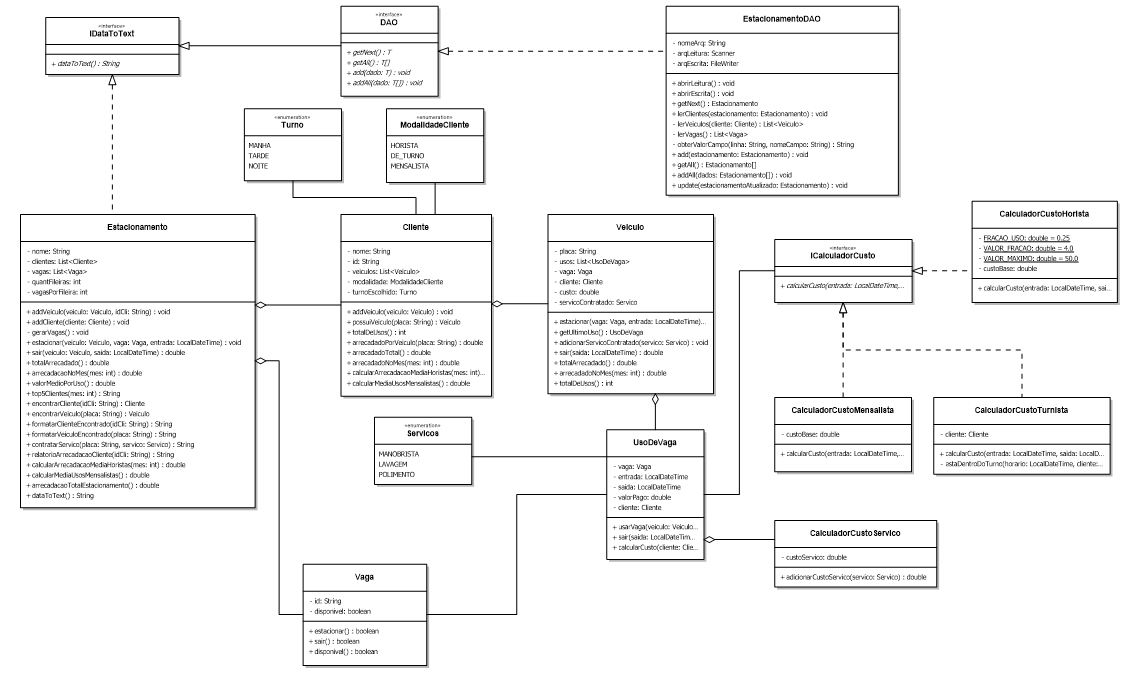 «interface»
IDataToText
+ dataToText() : String
«interface»
DAO
+ getNext() : T
+ getAll() : T[]
+ add(dado: T) : void
+ addAll(dado: T[]) : void
EstacionamentoDAO
- nomeArq: String
- arqLeitura: Scanner
- arqEscrita: FileWriter
+ abrirLeitura() : void
+ abrirEscrita() : void
+ getNext() : Estacionamento
+ lerClientes(estacionamento: Estacionamento) : void
- lerVeiculos(cliente: Cliente) : List<Veiculo>
- lerVagas() : List<Vaga>
- obterValorCampo(linha: String, nomeCampo: String) : String
+ add(estacionamento: Estacionamento) : void
+ getAll() : Estacionamento[]
+ addAll(dados: Estacionamento[]) : void
+ update(estacionamentoAtualizado: Estacionamento) : void
«enumeration»
Turno
MANHA
TARDE
NOITE
«enumeration»
ModalidadeCliente
HORISTA
DE_TURNO
MENSALISTA
Estacionamento
- nome: String
- clientes: List<Cliente>
- vagas: List<Vaga>
- quantFileiras: int
- vagasPorFileira: int
+ addVeiculo(veiculo: Veiculo, idCli: String) : void
+ addCliente(cliente: Cliente) : void
- gerarVagas() : void
+ estacionar(veiculo: Veiculo, vaga: Vaga, entrada: LocalDateTime) : void
+ sair(veiculo: Veiculo, saida: LocalDateTime) : double
+ totalArrecadado() : double
+ arrecadacaoNoMes(mes: int) : double
+ valorMedioPorUso() : double
+ top5Clientes(mes: int) : String
+ encontrarCliente(idCli: String) : Cliente
+ encontrarVeiculo(placa: String) : Veiculo
+ formatarClienteEncontrado(idCli: String) : String
+ formatarVeiculoEncontrado(placa: String) : String
+ contratarServico(placa: String, servico: Servico) : String
+ relatorioArrecadacaoCliente(idCli: String) : String
+ calcularArrecadacaoMediaHoristas(mes: int) : double
+ calcularMediaUsosMensalistas() : double
+ arrecadacaoTotalEstacionamento() : double
+ dataToText() : String
Cliente
- nome: String
- id: String
- veiculos: List<Veiculo>
- modalidade: ModalidadeCliente
- turnoEscolhido: Turno
+ addVeiculo(veiculo: Veiculo) : void
+ possuiVeiculo(placa: String) : Veiculo
+ totalDeUsos() : int
+ arrecadadoPorVeiculo(placa: String) : double
+ arrecadadoTotal() : double
+ arrecadadoNoMes(mes: int) : double
+ calcularArrecadacaoMediaHoristas(mes: int)...
+ calcularMediaUsosMensalistas() : double
Veiculo
- placa: String
- usos: List<UsoDeVaga>
- vaga: Vaga
- cliente: Cliente
- custo: double
- servicoContratado: Servico
+ estacionar(vaga: Vaga, entrada: LocalDateTime)...
+ getUltimoUso() : UsoDeVaga
+ adicionarServicoContratado(servico: Servico) : void
+ sair(saida: LocalDateTime) : double
+ totalArrecadado() : double
+ arrecadadoNoMes(mes: int) : double
+ totalDeUsos() : int
«interface»
ICalculadorCusto
+ calcularCusto(entrada: LocalDateTime,...
CalculadorCustoHorista
- FRACAO_USO: double = 0.25
- VALOR_FRACAO: double = 4.0
- VALOR_MAXIMO: double = 50.0
- custoBase: double
+ calcularCusto(entrada: LocalDateTime, sai...
CalculadorCustoMensalista
- custoBase: double
+ calcularCusto(entrada: LocalDateTime,...
CalculadorCustoTurnista
- cliente: Cliente
+ calcularCusto(entrada: LocalDateTime, saida: LocalD...
- estaDentroDoTurno(horario: LocalDateTime, cliente:...
«enumeration»
Servicos
MANOBRISTA
LAVAGEM
POLIMENTO
UsoDeVaga
- vaga: Vaga
- entrada: LocalDateTime
- saida: LocalDateTime
- valorPago: double
- cliente: Cliente
+ usarVaga(veiculo: Veiculo...
+ sair(saida: LocalDateTim...
+ calcularCusto(cliente: Clie...
CalculadorCustoServico
- custoServico: double
+ adicionarCustoServico(servico: Servico) : double
Vaga
- id: String
- disponivel: boolean
+ estacionar() : boolean
+ sair() : boolean
+ disponivel() : boolean